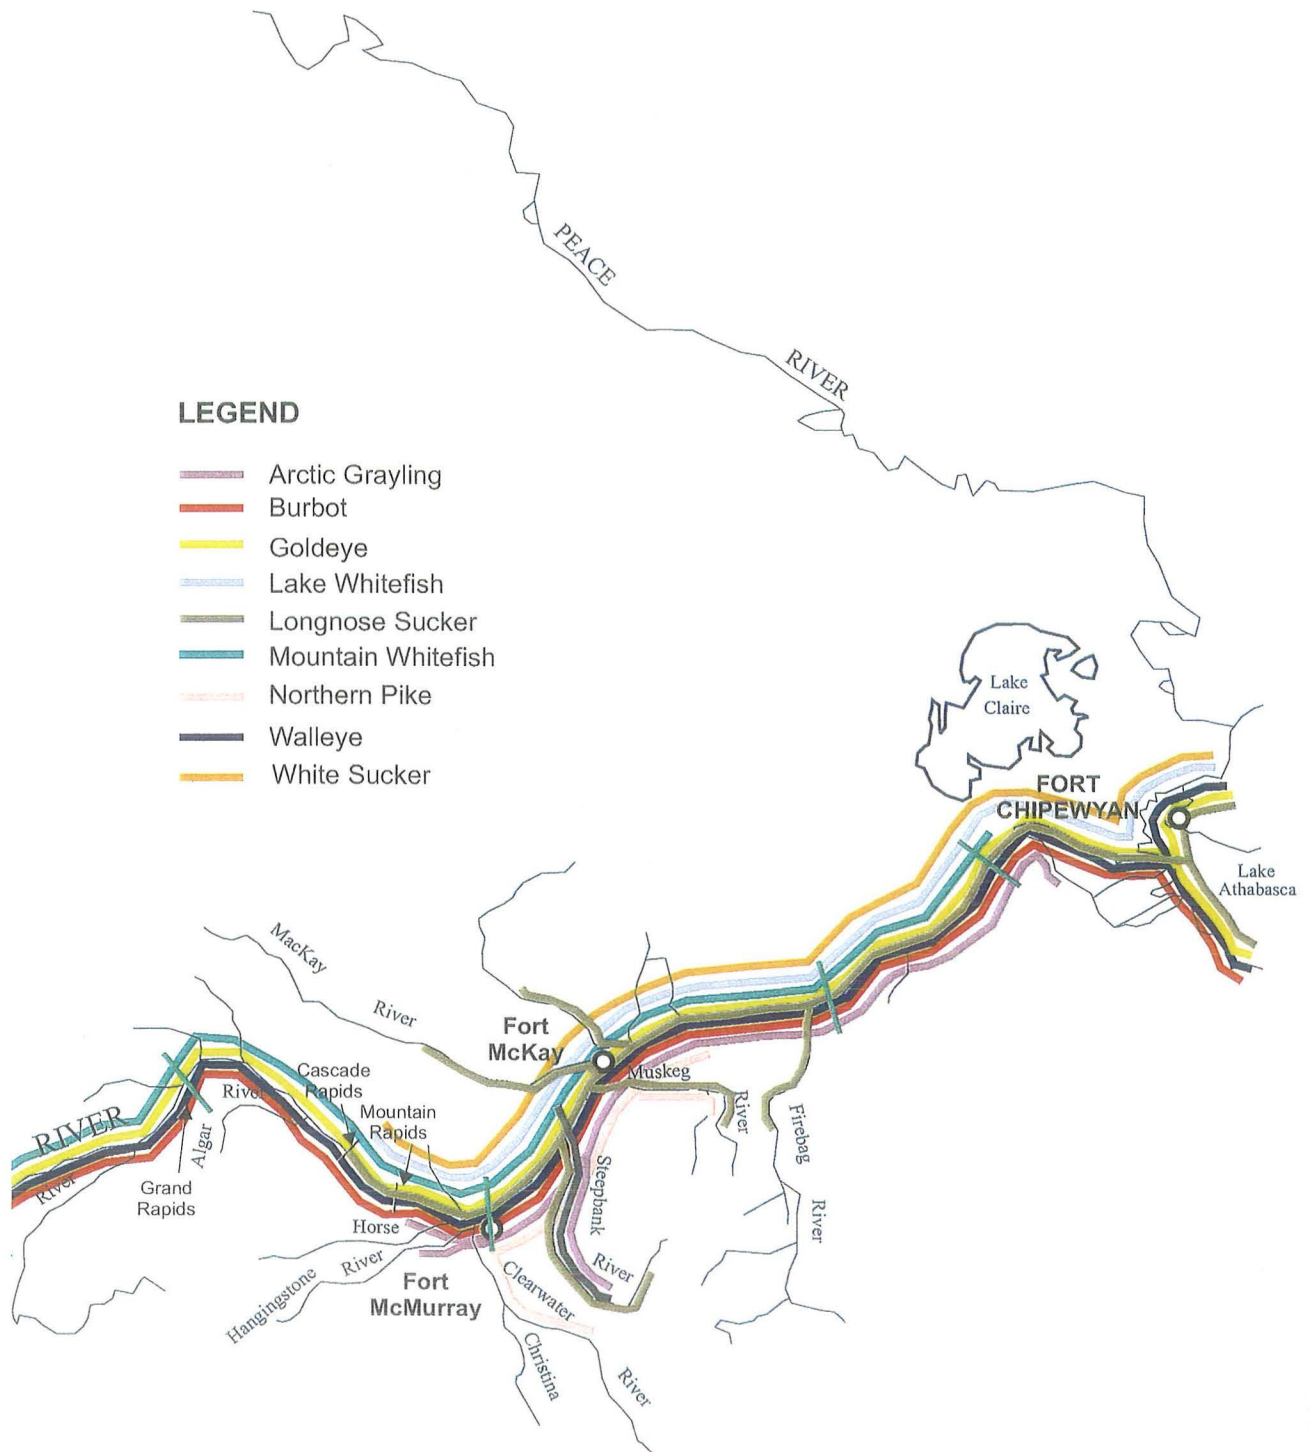 PEACE
RIVER
LEGEND
Arctic Grayling
Burbot
Goldeye
Lake Whitefish
Longnose Sucker
Mountain Whitefish
Northern Pike
Walleye
White Sucker
Lake
Claire
FORT
CHIPEWYAN
Lake
Athabasca
MacKay
River
Fort
McKay
Muskeg
River
Cascade
Rapids
Mountain
Rapids
River
Algar
RIVER
River
Grand
Rapids
Firebag
River
Steepbank
River
Horse
River
Hangingstone
Fort
McMurray
Clearwater
River
Christina